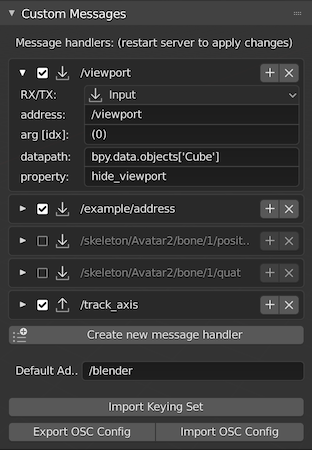 Custom Messages
Message handlers: (restart server to apply changes)
/viewport
RX/TX: Input
address: /viewport
arg [idx]: (0)
datapath: bpy.data.objects['Cube']
property: hide_viewport
/example/address
/skeleton/Avatar2/bone/1/posit..
/skeleton/Avatar2/bone/1/quat
/track_axis
Create new message handler
Default Ad.. /blender
Import Keying Set
Export OSC Config Import OSC Config